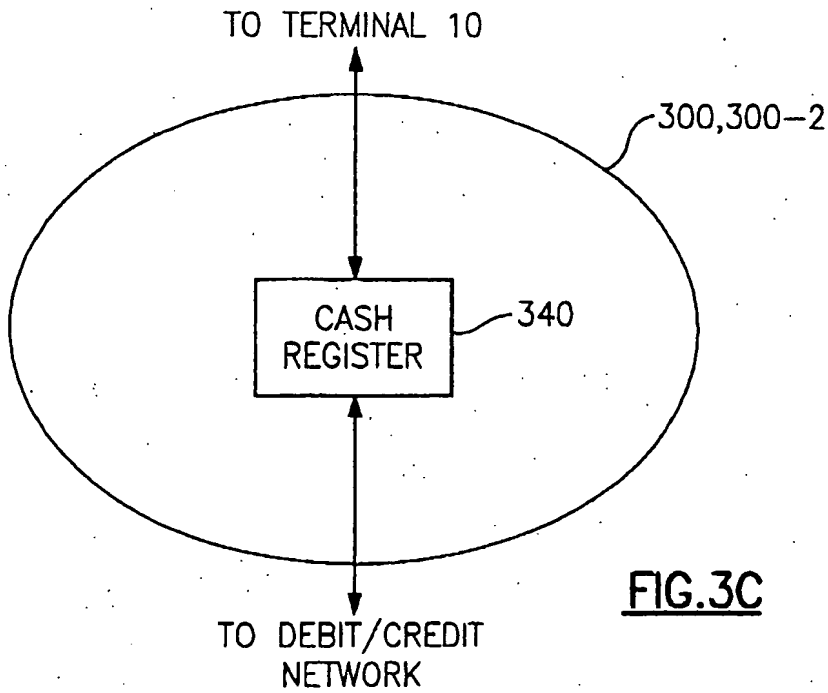 TO TERMINAL 10
300,300-2
CASH
REGISTER
340
FIG.3C
TO DEBIT/CREDIT
NETWORK